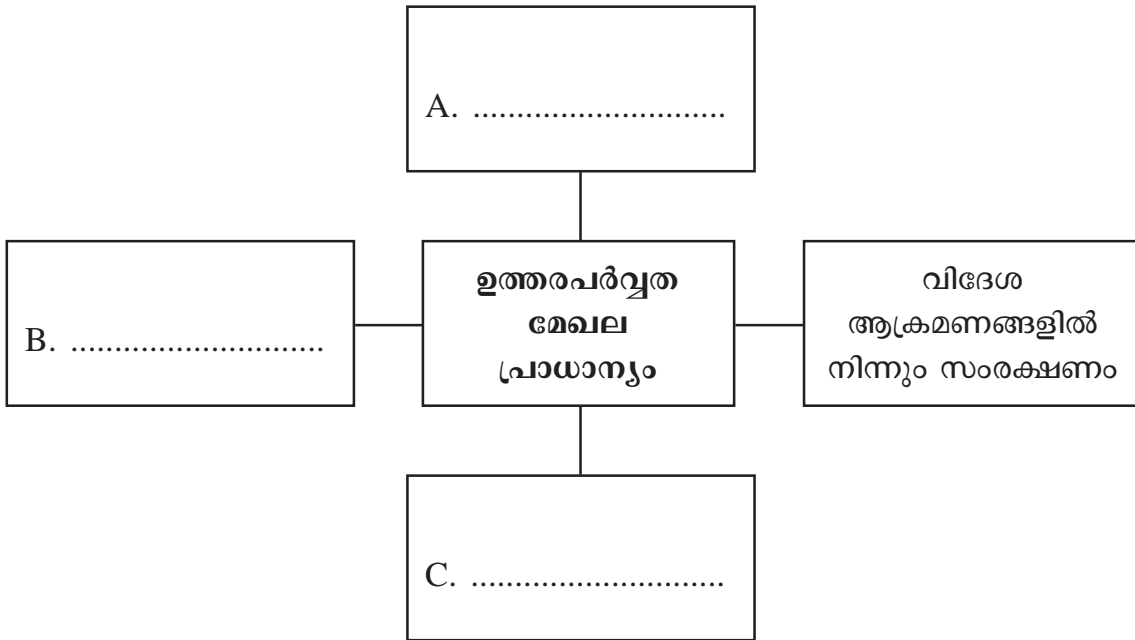 A. ............................
B. ............................
ഉത്തരപർവ്വത
മേഖല
പ്രാധാന്യം
വിദേശ
ആക്രമണങ്ങളിൽ
നിന്നും സംരക്ഷണം
C. ............................